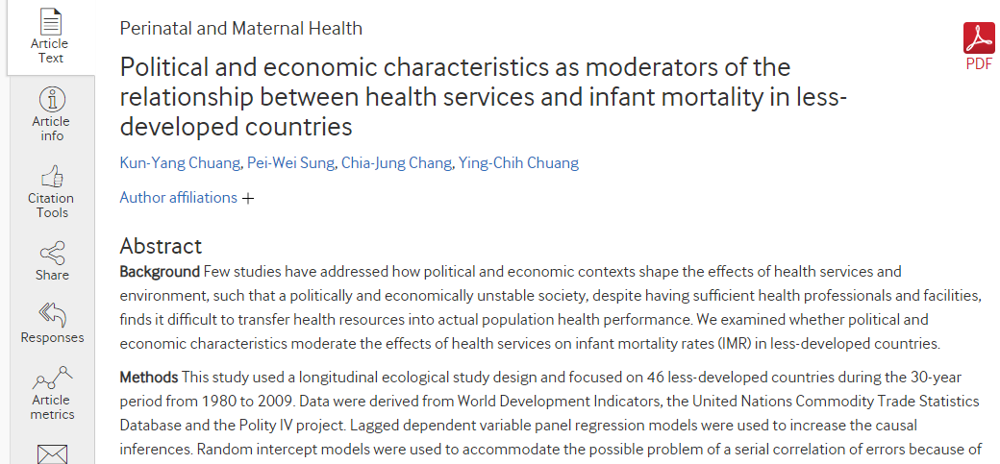 Article
Text
Article
info
Citation
Tools
Share
Responses
Article
metrics
Perinatal and Maternal Health
PDF
Political and economic characteristics as moderators of the
relationship between health services and infant mortality in less-
developed countries
Kun-Yang Chuang, Pei-Wei Sung, Chia-Jung Chang, Ying-Chih Chuang
Author affiliations +
Abstract
Background Few studies have addressed how political and economic contexts shape the effects of health services and
environment, such that a politically and economically unstable society, despite having sufficient health professionals and facilities,
finds it difficult to transfer health resources into actual population health performance. We examined whether political and
economic characteristics moderate the effects of health services on infant mortality rates (IMR) in less-developed countries.
Methods This study used a longitudinal ecological study design and focused on 46 less-developed countries during the 30-year
period from 1980 to 2009. Data were derived from World Development Indicators, the United Nations Commodity Trade Statistics
Database and the Polity IV project. Lagged dependent variable panel regression models were used to increase the causal
inferences. Random intercept models were used to accommodate the possible problem of a serial correlation of errors because of